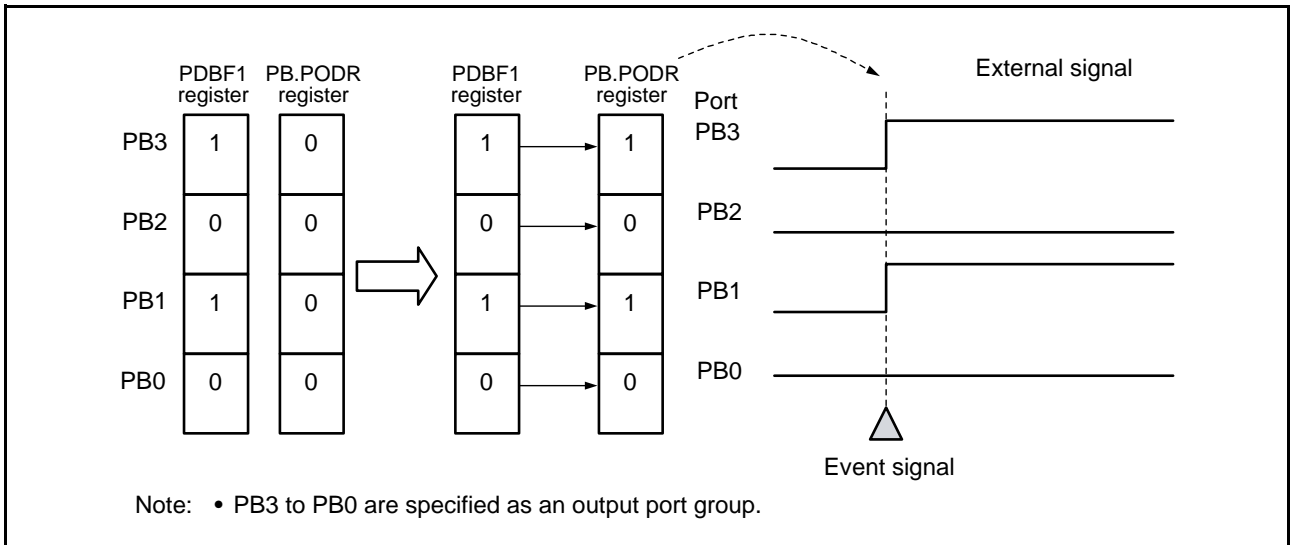 PDBF1 register PB.PODR register PDBF1 register PB.PODR register External signal
Port
PB3 1 0 1 1 PB3
PB2 0 0 0 0 PB2
PB1 1 0 1 1 PB1
PB0 0 0 0 0 PB0
Event signal
Note: • PB3 to PB0 are specified as an output port group.